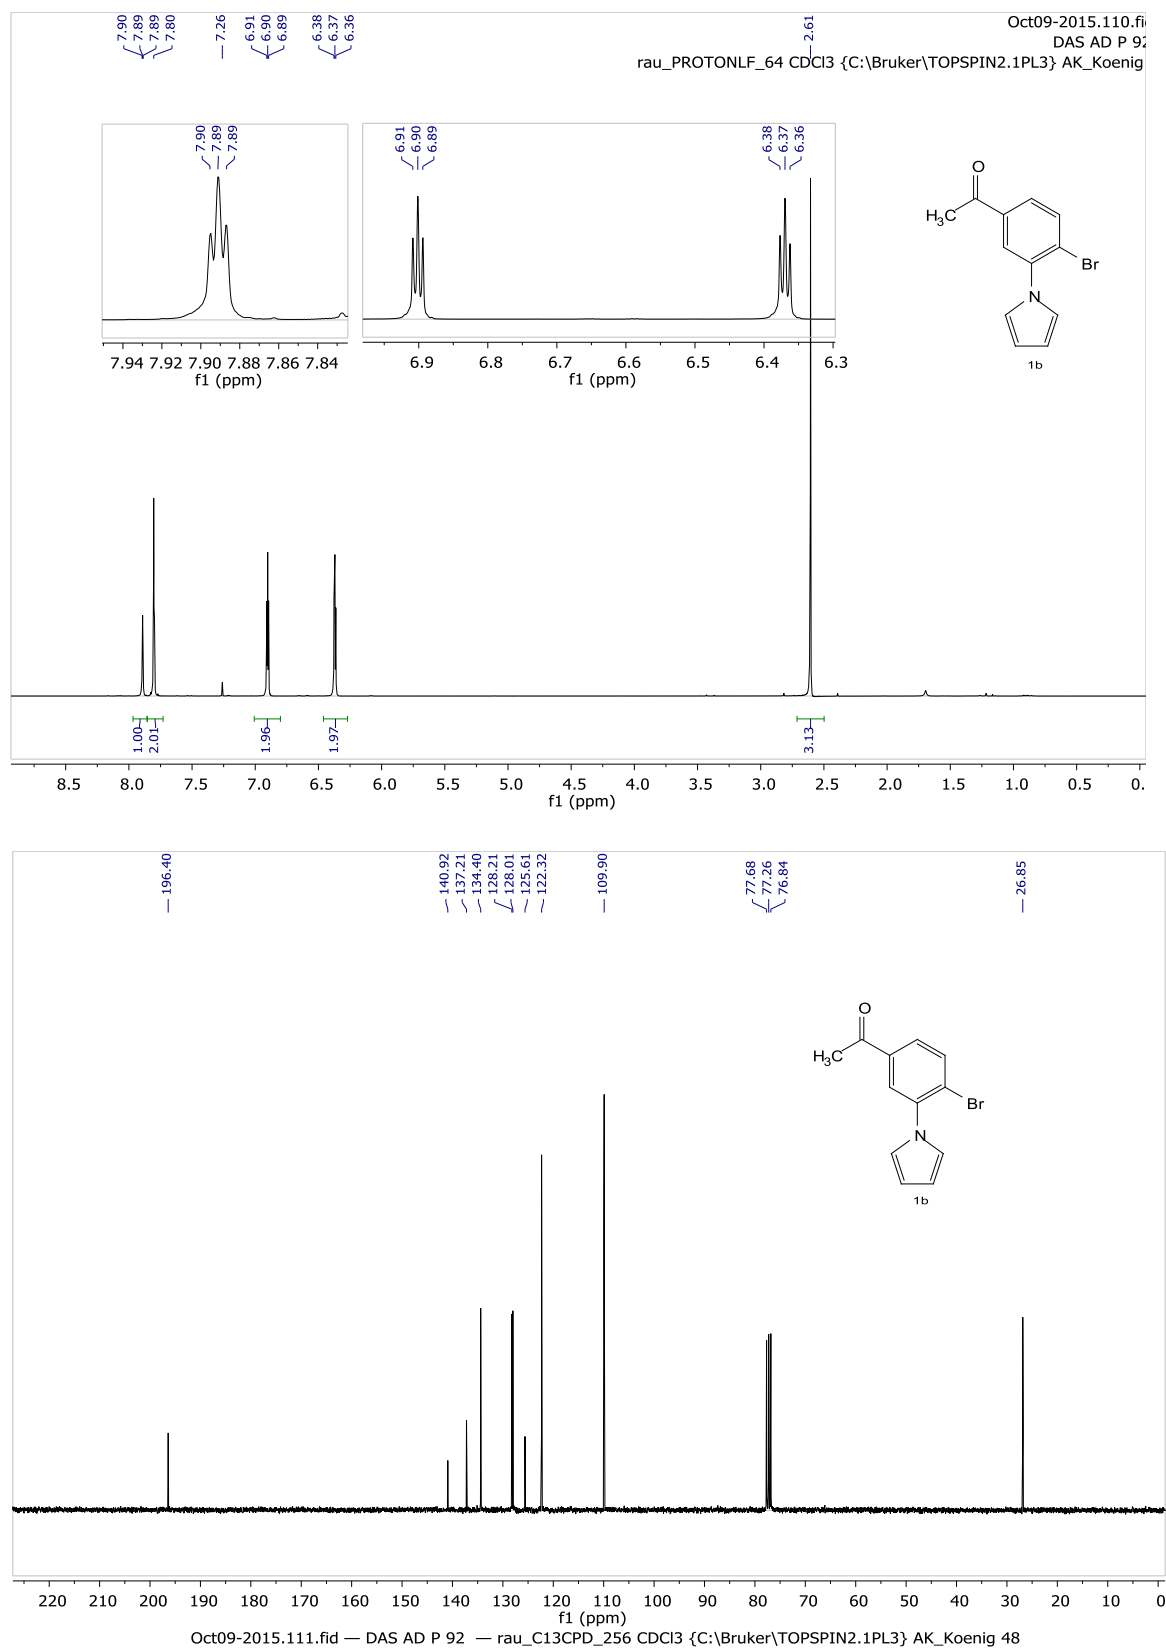 Oct09-2015.110.fi
DAS AD P 92
rau_PROTONLF_64 CDCl3 {C:\Bruker\TOPSPIN2.1PL3} AK_Koenig
7.90
7.89
7.89
7.80
7.26
6.91
6.90
6.89
6.38
6.37
6.36
2.61
7.90
7.89
7.89
7.94 7.92 7.90 7.88 7.86 7.84
f1 (ppm)
6.91
6.90
6.89
6.38
6.37
6.36
6.9 6.8 6.7 6.6 6.5 6.4 6.3
f1 (ppm)
O
H3C
Br
N
1b
1.00
2.01
1.96
1.97
3.13
8.5 8.0 7.5 7.0 6.5 6.0 5.5 5.0 4.5 4.0 3.5 3.0 2.5 2.0 1.5 1.0 0.5 0.
f1 (ppm)
196.40
140.92
137.21
134.40
128.21
128.01
125.61
122.32
109.90
77.68
77.26
76.84
26.85
O
H3C
Br
N
1b
220 210 200 190 180 170 160 150 140 130 120 110 100 90 80 70 60 50 40 30 20 10 0
f1 (ppm)
Oct09-2015.111.fid — DAS AD P 92 — rau_C13CPD_256 CDCl3 {C:\Bruker\TOPSPIN2.1PL3} AK_Koenig 48